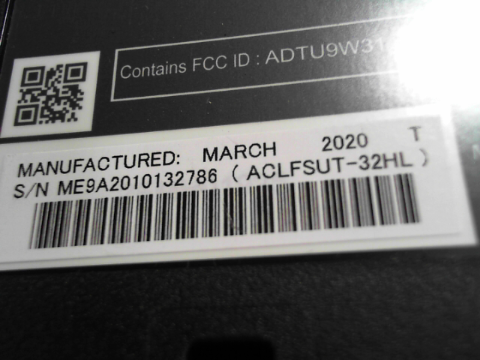 Contains FCC ID : ADTU9W31
MANUFACTURED: MARCH 2020 T
S/N ME9A2010132786 ( ACLFSUT-32HL )